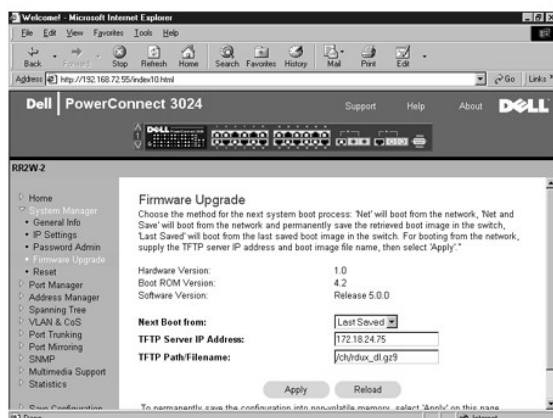 Welcome! - Microsoft Internet Explorer
File Edit View Favorites Tools Help
Back Forward Stop Refresh Home Search Favorites History Mail Print Edit
Address http://192.168.72.55/index10.html Go Links
Dell PowerConnect 3024
Support Help About DELL
DELL
RR2W-2
Home
System Manager
General Info
IP Settings
Password Admin
Firmware Upgrade
Reset
Port Manager
Address Manager
Spanning Tree
VLAN & CoS
Port Trunking
Port Mirroring
SNMP
Multimedia Support
Statistics
Save Configuration
Firmware Upgrade
Choose the method for the next system boot process: 'Net' will boot from the network, 'Net and
Save' will boot from the network and permanently save the retrieved boot image in the switch,
'Last Saved' will boot from the last saved boot image in the switch. For booting from the network,
supply the TFTP server IP address and boot image file name, then select 'Apply'."
Hardware Version: 1.0
Boot ROM Version: 4.2
Software Version: Release 5.0.0
Next Boot from: Last Saved
TFTP Server IP Address: 172.18.24.75
TFTP Path/Filename: /ch/rdux_dl.gz9
Apply Reload
To permanently save the configuration into non-volatile memory, select 'Apply' on this page
Done Internet